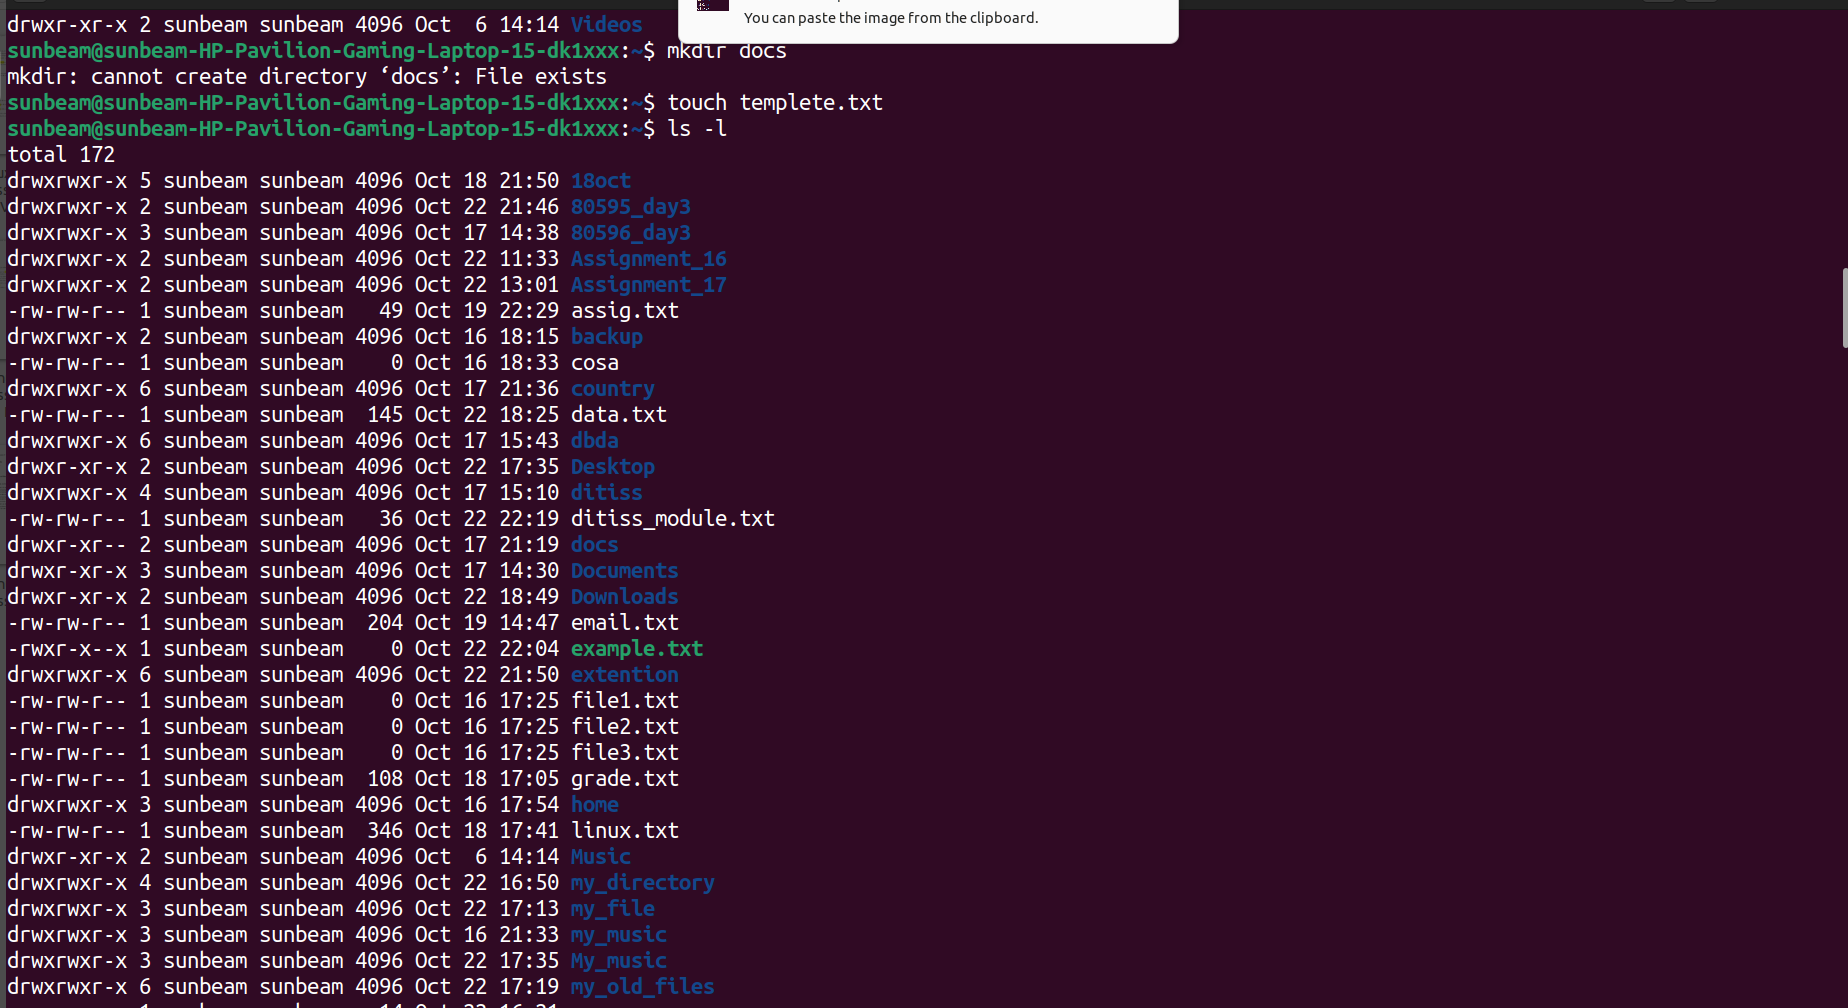 drwxr-xr-x 2 sunbeam sunbeam 4096 Oct  6 14:14 Videos
You can paste the image from the clipboard.
sunbeam@sunbeam-HP-Pavilion-Gaming-Laptop-15-dk1xxx:~$ mkdir docs
mkdir: cannot create directory ‘docs’: File exists
sunbeam@sunbeam-HP-Pavilion-Gaming-Laptop-15-dk1xxx:~$ touch templete.txt
sunbeam@sunbeam-HP-Pavilion-Gaming-Laptop-15-dk1xxx:~$ ls -l
total 172
drwxrwxr-x 5 sunbeam sunbeam 4096 Oct 18 21:50 18oct
drwxrwxr-x 2 sunbeam sunbeam 4096 Oct 22 21:46 80595_day3
drwxrwxr-x 3 sunbeam sunbeam 4096 Oct 17 14:38 80596_day3
drwxrwxr-x 2 sunbeam sunbeam 4096 Oct 22 11:33 Assignment_16
drwxrwxr-x 2 sunbeam sunbeam 4096 Oct 22 13:01 Assignment_17
-rw-rw-r-- 1 sunbeam sunbeam   49 Oct 19 22:29 assig.txt
drwxrwxr-x 2 sunbeam sunbeam 4096 Oct 16 18:15 backup
-rw-rw-r-- 1 sunbeam sunbeam    0 Oct 16 18:33 cosa
drwxrwxr-x 6 sunbeam sunbeam 4096 Oct 17 21:36 country
-rw-rw-r-- 1 sunbeam sunbeam  145 Oct 22 18:25 data.txt
drwxrwxr-x 6 sunbeam sunbeam 4096 Oct 17 15:43 dbda
drwxr-xr-x 2 sunbeam sunbeam 4096 Oct 22 17:35 Desktop
drwxrwxr-x 4 sunbeam sunbeam 4096 Oct 17 15:10 ditiss
-rw-rw-r-- 1 sunbeam sunbeam   36 Oct 22 22:19 ditiss_module.txt
drwxr-xr-- 2 sunbeam sunbeam 4096 Oct 17 21:19 docs
drwxr-xr-x 3 sunbeam sunbeam 4096 Oct 17 14:30 Documents
drwxr-xr-x 2 sunbeam sunbeam 4096 Oct 22 18:49 Downloads
-rw-rw-r-- 1 sunbeam sunbeam  204 Oct 19 14:47 email.txt
-rwxr-x--x 1 sunbeam sunbeam    0 Oct 22 22:04 example.txt
drwxrwxr-x 6 sunbeam sunbeam 4096 Oct 22 21:50 extention
-rw-rw-r-- 1 sunbeam sunbeam    0 Oct 16 17:25 file1.txt
-rw-rw-r-- 1 sunbeam sunbeam    0 Oct 16 17:25 file2.txt
-rw-rw-r-- 1 sunbeam sunbeam    0 Oct 16 17:25 file3.txt
-rw-rw-r-- 1 sunbeam sunbeam  108 Oct 18 17:05 grade.txt
drwxrwxr-x 3 sunbeam sunbeam 4096 Oct 16 17:54 home
-rw-rw-r-- 1 sunbeam sunbeam  346 Oct 18 17:41 linux.txt
drwxr-xr-x 2 sunbeam sunbeam 4096 Oct  6 14:14 Music
drwxrwxr-x 4 sunbeam sunbeam 4096 Oct 22 16:50 my_directory
drwxrwxr-x 3 sunbeam sunbeam 4096 Oct 22 17:13 my_file
drwxrwxr-x 3 sunbeam sunbeam 4096 Oct 16 21:33 my_music
drwxrwxr-x 3 sunbeam sunbeam 4096 Oct 22 17:35 My_music
drwxrwxr-x 6 sunbeam sunbeam 4096 Oct 22 17:19 my_old_files